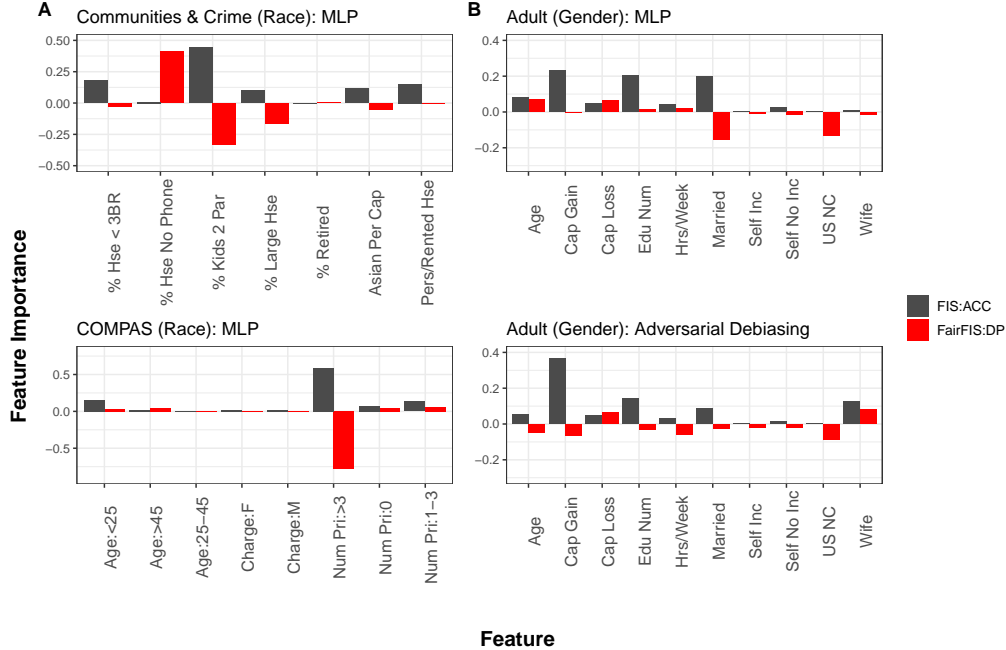 A
Communities & Crime (Race): MLP
0.50
0.25
0.00
−0.25
−0.50
% Hse < 3BR
% Hse No Phone
% Kids 2 Par
% Large Hse
% Retired
Asian Per Cap
Pers/Rented Hse
COMPAS (Race): MLP
0.5
0.0
−0.5
Age:<25
Age:>45
Age:25−45
Charge:F
Charge:M
Num Pri:>3
Num Pri:0
Num Pri:1−3
B
Adult (Gender): MLP
0.4
0.2
0.0
−0.2
Age
Cap Gain
Cap Loss
Edu Num
Hrs/Week
Married
Self Inc
Self No Inc
US NC
Wife
Adult (Gender): Adversarial Debiasing
0.4
0.2
0.0
−0.2
Age
Cap Gain
Cap Loss
Edu Num
Hrs/Week
Married
Self Inc
Self No Inc
US NC
Wife
Feature Importance
Feature
FIS:ACC
FairFIS:DP